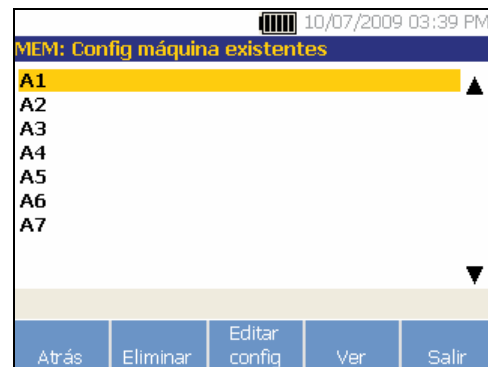 10/07/2009 03:39 PM
MEM: Config máquina existentes
A1
A2
A3
A4
A5
A6
A7
Atrás
Eliminar
Editar
config
Ver
Salir